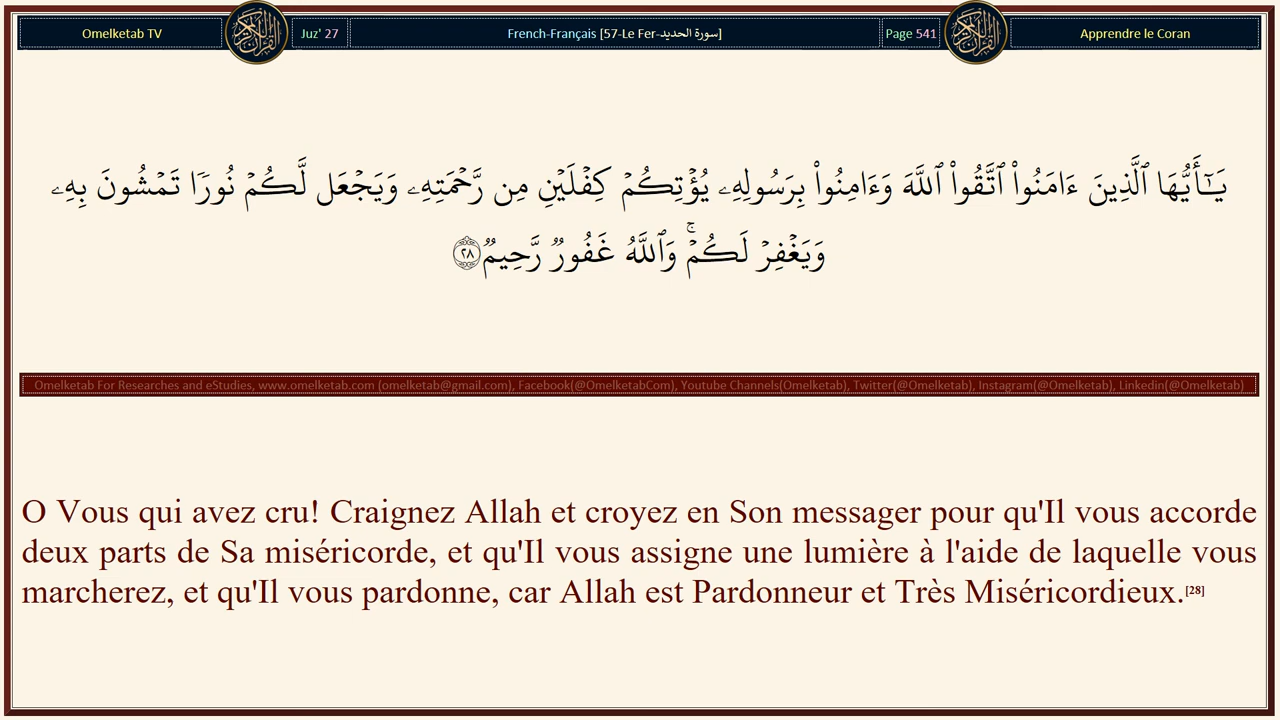 Omelketab TV
Juz' 27
French-Français [57-Le Fer-سورة الحديد]
Page 541
Apprendre le Coran
يَٰٓأَيُّهَا ٱلَّذِينَ ءَامَنُواْ ٱتَّقُواْ ٱللَّهَ وَءَامِنُواْ بِرَسُولِهِۦ يُؤۡتِكُمۡ كِفۡلَيۡنِ مِن رَّحۡمَتِهِۦ وَيَجۡعَل لَّكُمۡ نُورٗا تَمۡشُونَ بِهِۦ
وَيَغۡفِرۡ لَكُمۡۚ وَٱللَّهُ غَفُورٞ رَّحِيمٞ ٢٨
Omelketab For Researches and eStudies, www.omelketab.com (omelketab@gmail.com), Facebook(@OmelketabCom), Youtube Channels(Omelketab), Twitter(@Omelketab), Instagram(@Omelketab), Linkedin(@Omelketab)
O Vous qui avez cru! Craignez Allah et croyez en Son messager pour qu'Il vous accorde
deux parts de Sa miséricorde, et qu'Il vous assigne une lumière à l'aide de laquelle vous
marcherez, et qu'Il vous pardonne, car Allah est Pardonneur et Très Miséricordieux.[28]